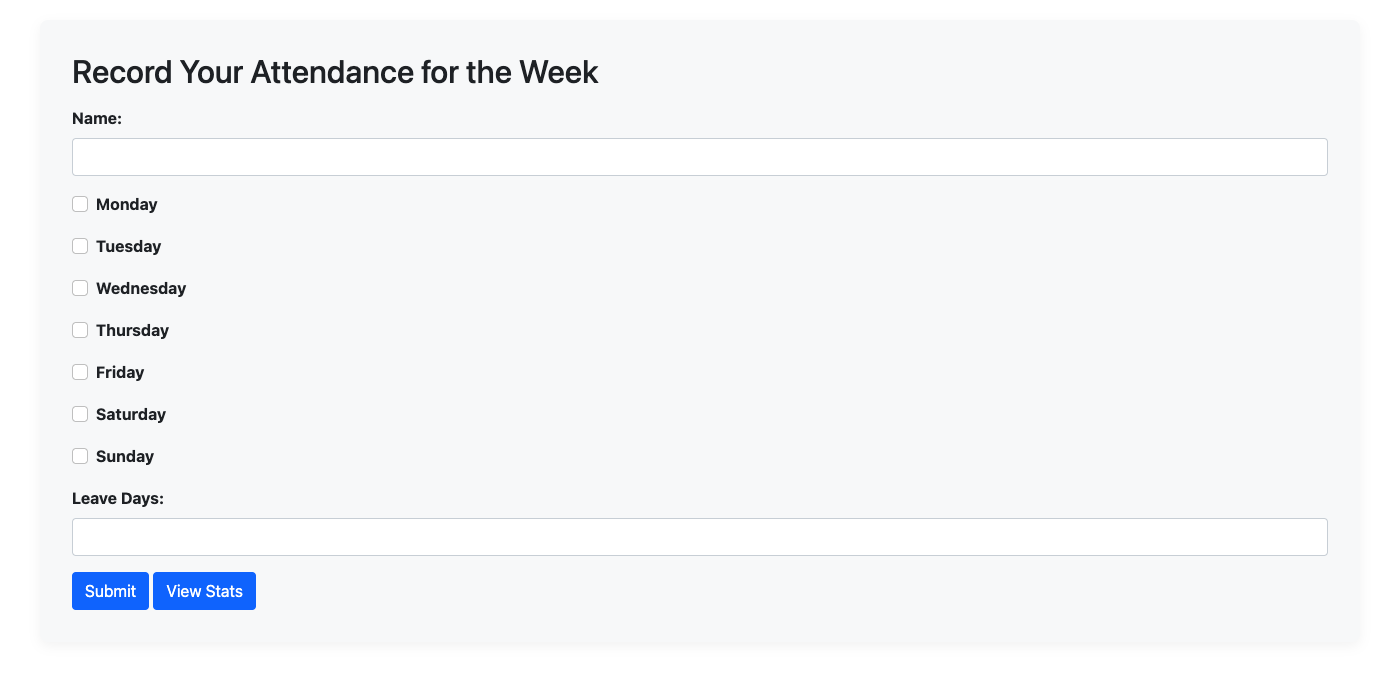 Record Your Attendance for the Week
Name:
Monday
Tuesday
Wednesday
Thursday
Friday
Saturday
Sunday
Leave Days:
Submit View Stats